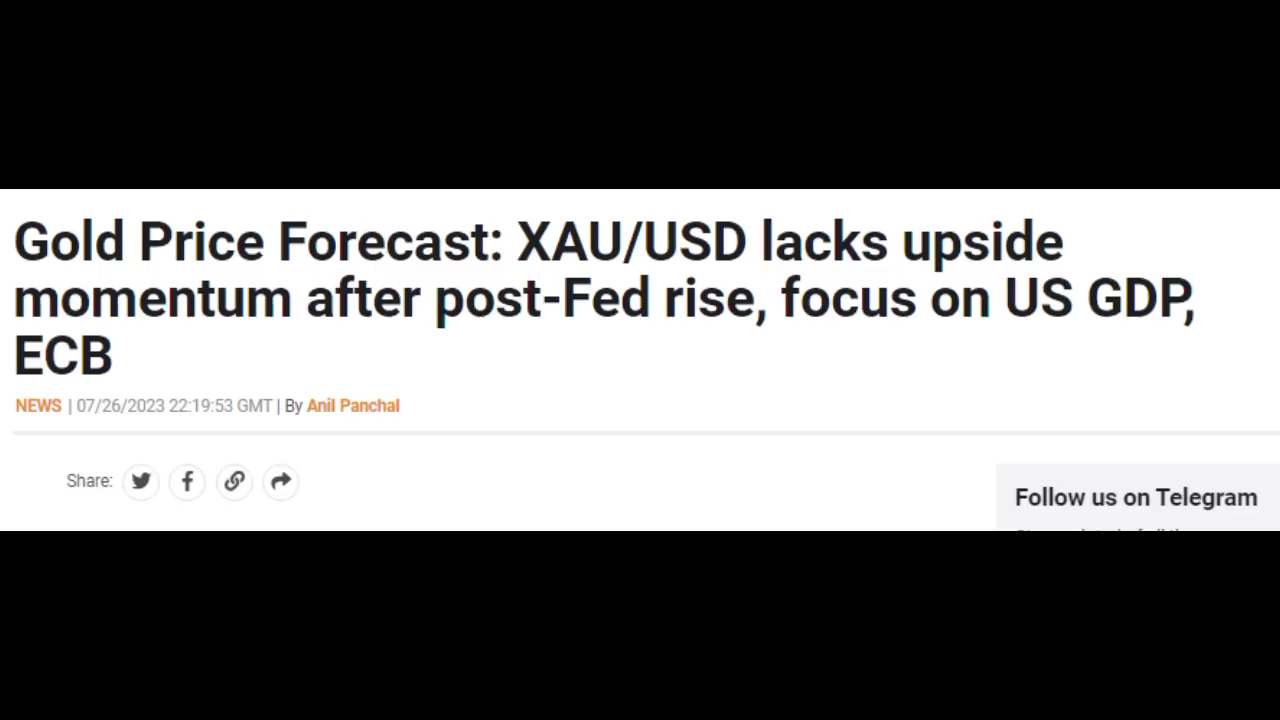 Gold Price Forecast: XAU/USD lacks upside
momentum after post-Fed rise, focus on US GDP,
ECB
NEWS | 07/26/2023 22:19:53 GMT | By Anil Panchal
Share:
Follow us on Telegram